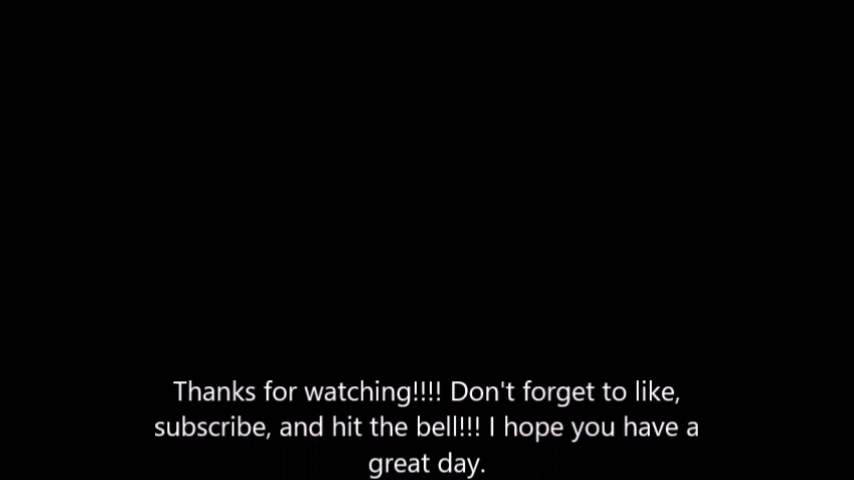 Thanks for watching!!!! Don't forget to like,
subscribe, and hit the bell!!! I hope you have a
great day.